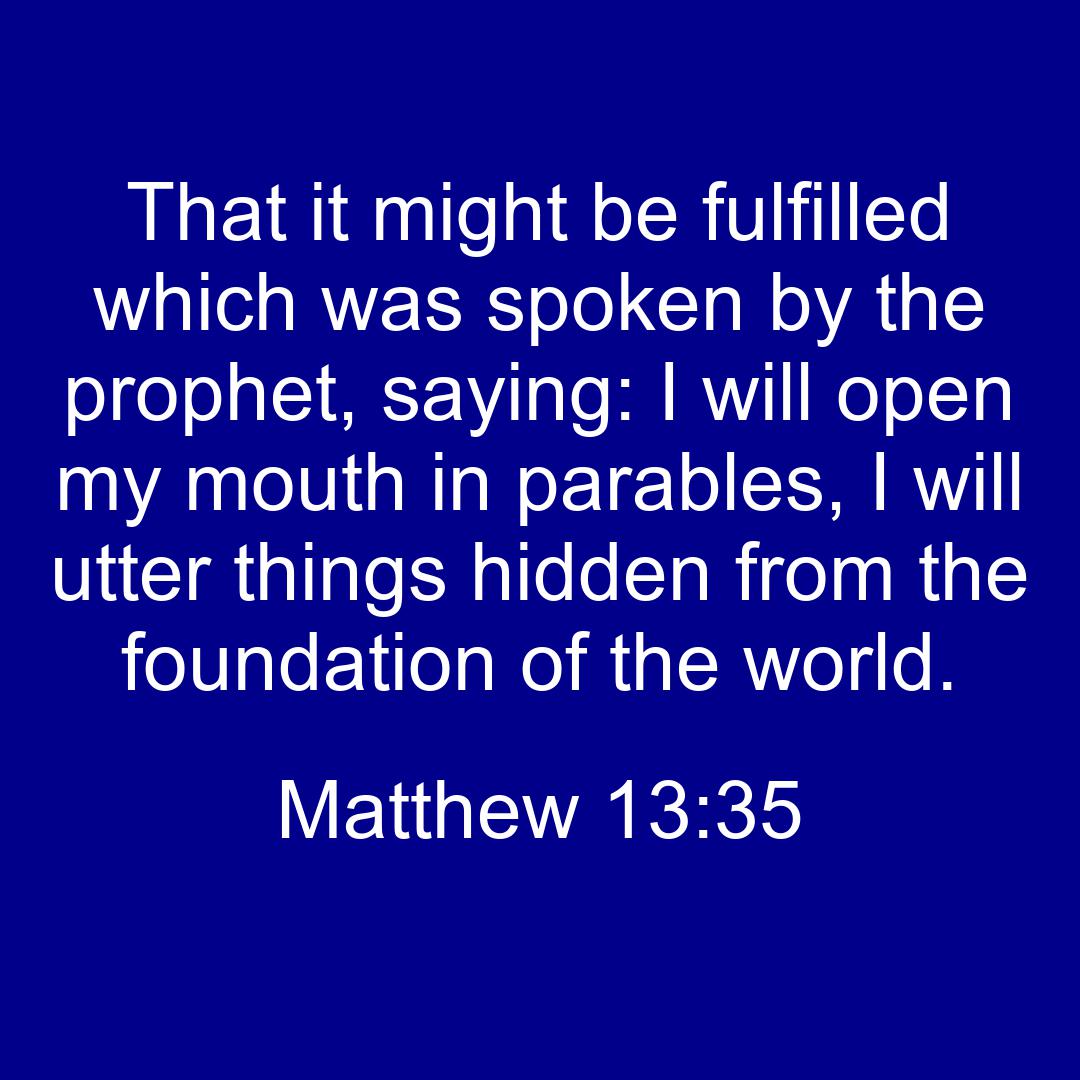 That it might be fulfilled
which was spoken by the
prophet, saying: I will open
my mouth in parables, I will
utter things hidden from the
foundation of the world.
Matthew 13:35